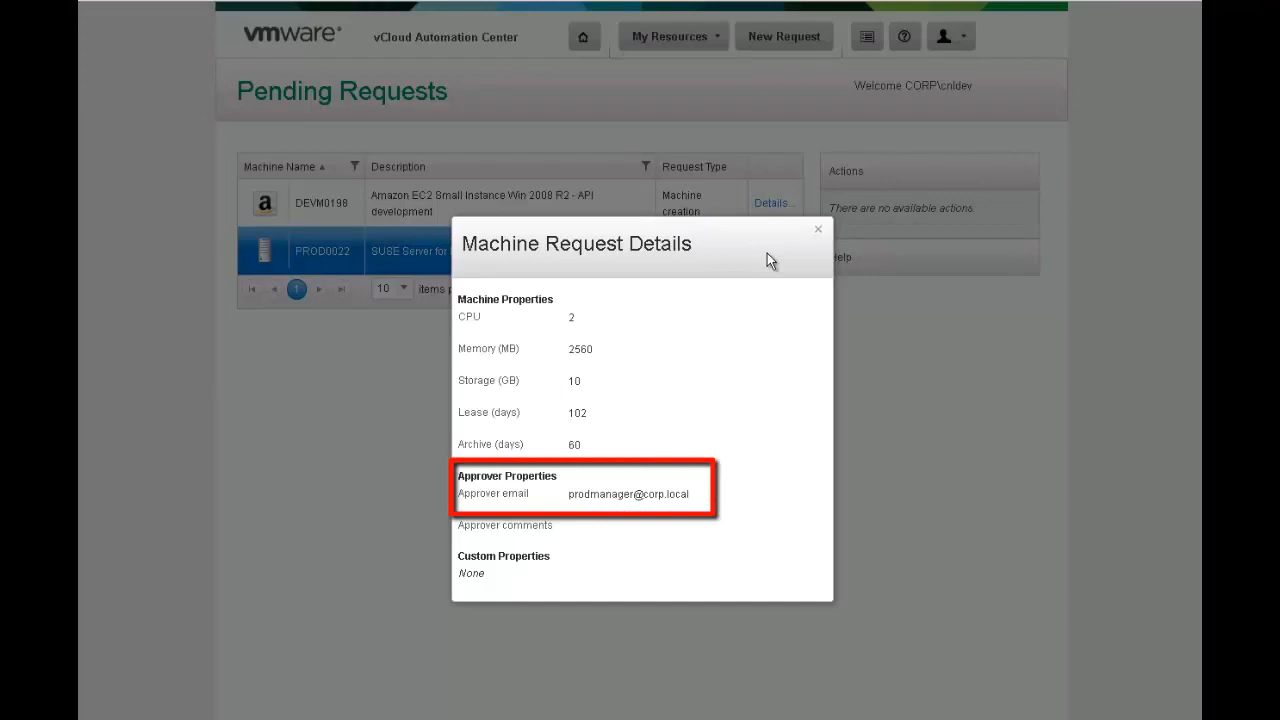 vmware
vCloud Automation Center
My Resources
New Request
Pending Requests
Welcome CORP\cnldev
Machine Name
Description
Request Type
Actions
DEVM0198
Amazon EC2 Small Instance Win 2008 R2 - API
development
Machine
creation
Details...
There are no available actions.
PROD0022
SUSE Server for
1
10
items
Machine Request Details
Machine Properties
CPU 2
Memory (MB) 2560
Storage (GB) 10
Lease (days) 102
Archive (days) 60
Approver Properties
Approver email prodmanager@corp.local
Approver comments
Custom Properties
None